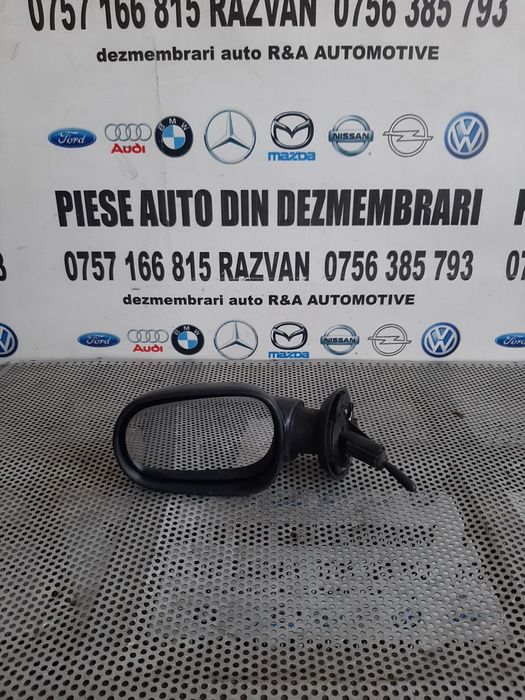 0757 166 815 RAZVAN 0756 385 793
dezmembrari auto R&A AUTOMOTIVE
Ford Audi BMW mazda NISSAN
PIESE AUTO DIN DEZMEMBRARI
0757 166 815 RAZVAN 0756 385 793
dezmembrari auto R&A AUTOMOTIVE
Ford Audi BMW mazda NISSAN